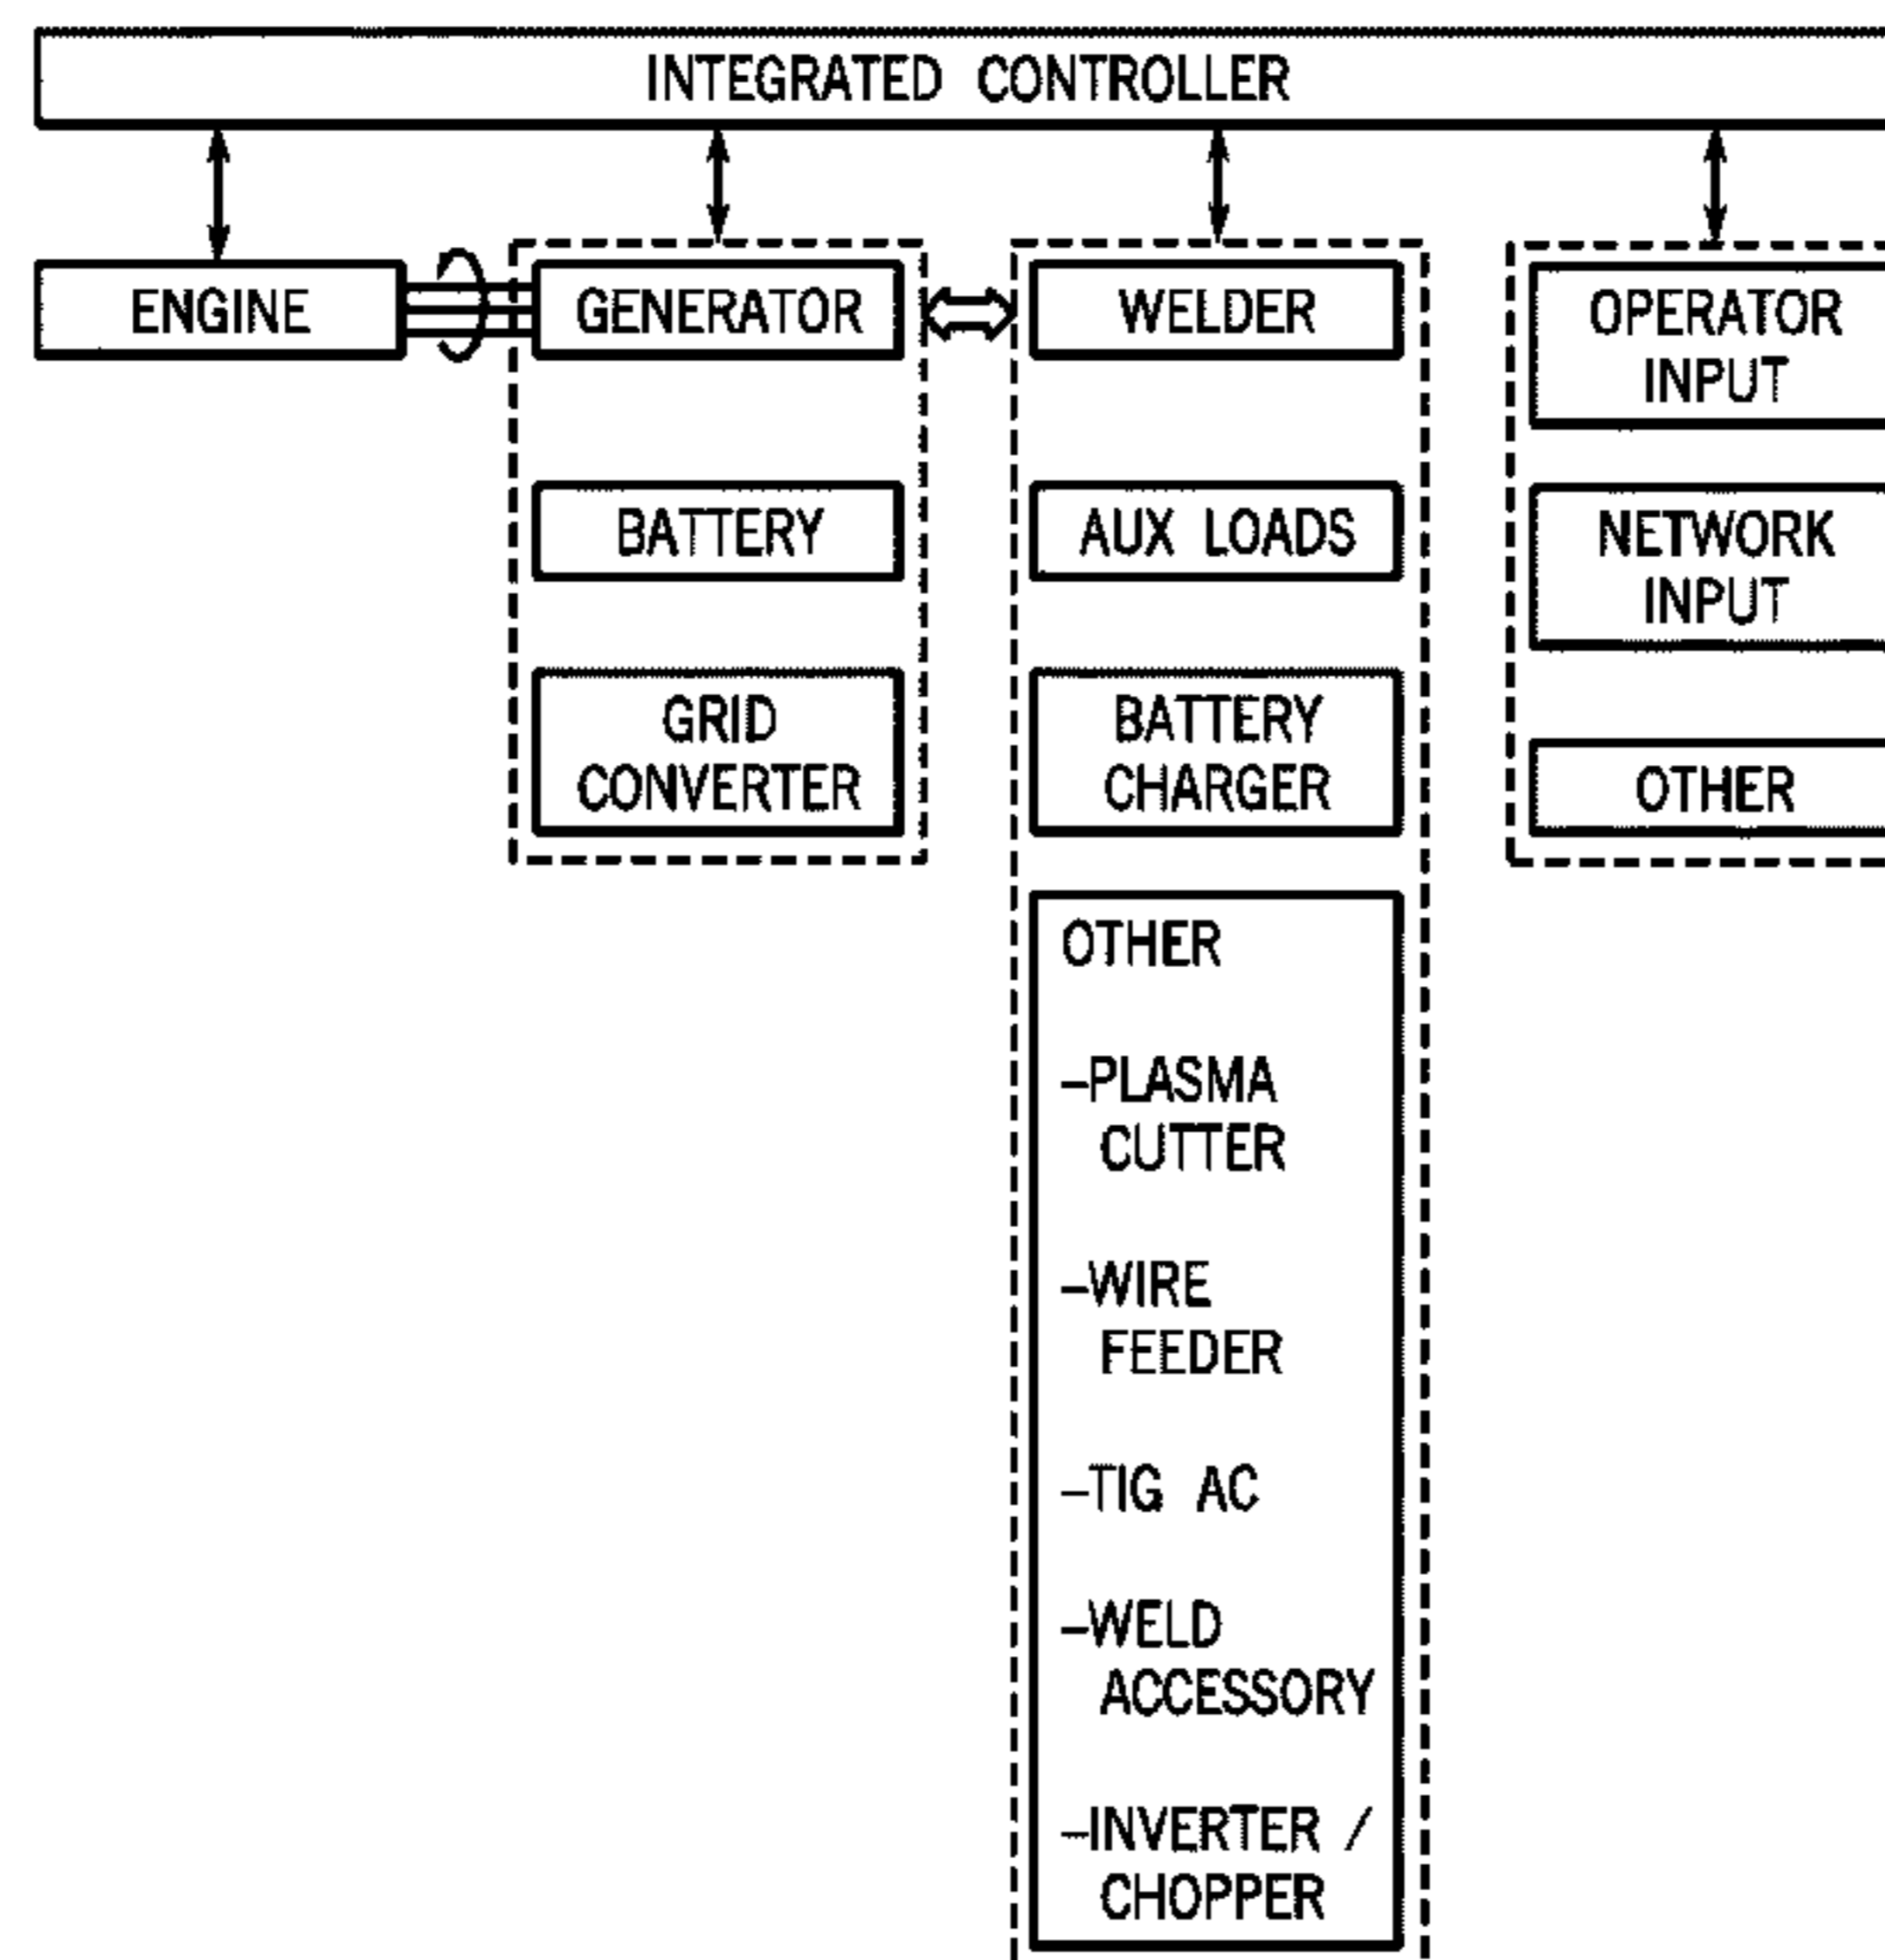 INTEGRATED CONTROLLER
ENGINE
GENERATOR
WELDER
OPERATOR
INPUT
BATTERY
AUX LOADS
NETWORK
INPUT
GRID
CONVERTER
BATTERY
CHARGER
OTHER
OTHER
-PLASMA
CUTTER
-WIRE
FEEDER
-TIG AC
-WELD
ACCESSORY
-INVERTER /
CHOPPER